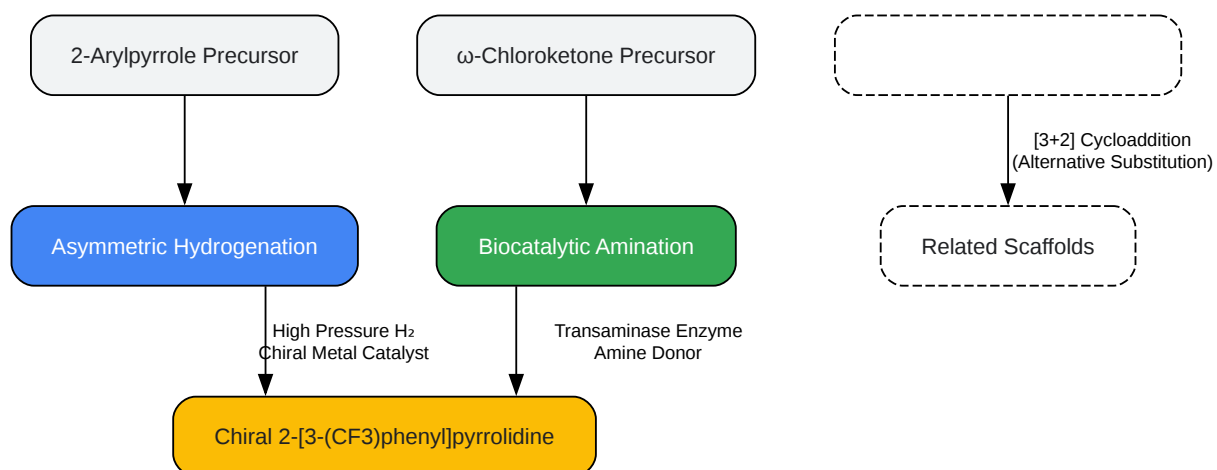 2-Arylpyrrole Precursor
ω-Chloroketone Precursor
[3+2] Cycloaddition
(Alternative Substitution)
Asymmetric Hydrogenation
Biocatalytic Amination
Related Scaffolds
High Pressure H₂
Chiral Metal Catalyst
Transaminase Enzyme
Amine Donor
Chiral 2-[3-(CF3)phenyl]pyrrolidine